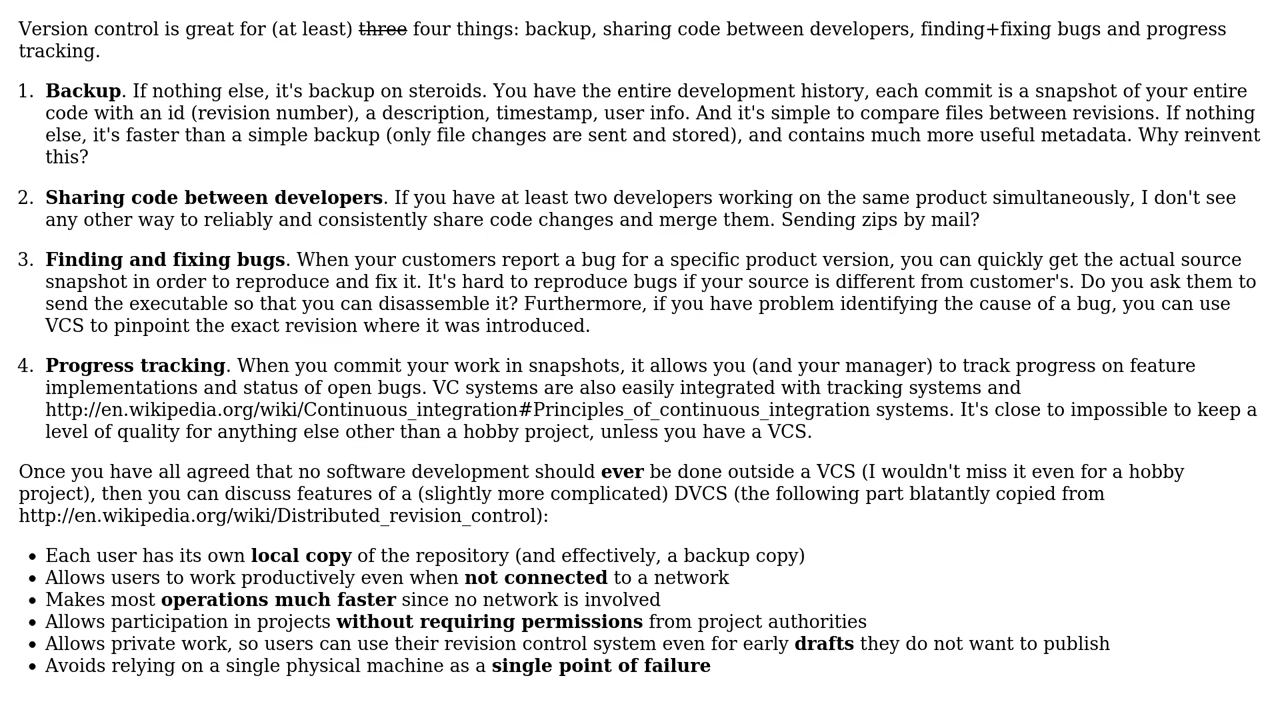 Version control is great for (at least) three four things: backup, sharing code between developers, finding+fixing bugs and progress
tracking.
1. Backup. If nothing else, it's backup on steroids. You have the entire development history, each commit is a snapshot of your entire
code with an id (revision number), a description, timestamp, user info. And it's simple to compare files between revisions. If nothing
else, it's faster than a simple backup (only file changes are sent and stored), and contains much more useful metadata. Why reinvent
this?
2. Sharing code between developers. If you have at least two developers working on the same product simultaneously, I don't see
any other way to reliably and consistently share code changes and merge them. Sending zips by mail?
3. Finding and fixing bugs. When your customers report a bug for a specific product version, you can quickly get the actual source
snapshot in order to reproduce and fix it. It's hard to reproduce bugs if your source is different from customer's. Do you ask them to
send the executable so that you can disassemble it? Furthermore, if you have problem identifying the cause of a bug, you can use
VCS to pinpoint the exact revision where it was introduced.
4. Progress tracking. When you commit your work in snapshots, it allows you (and your manager) to track progress on feature
implementations and status of open bugs. VC systems are also easily integrated with tracking systems and
http://en.wikipedia.org/wiki/Continuous_integration#Principles_of_continuous_integration systems. It's close to impossible to keep a
level of quality for anything else other than a hobby project, unless you have a VCS.
Once you have all agreed that no software development should ever be done outside a VCS (I wouldn't miss it even for a hobby
project), then you can discuss features of a (slightly more complicated) DVCS (the following part blatantly copied from
http://en.wikipedia.org/wiki/Distributed_revision_control):
• Each user has its own local copy of the repository (and effectively, a backup copy)
• Allows users to work productively even when not connected to a network
• Makes most operations much faster since no network is involved
• Allows participation in projects without requiring permissions from project authorities
• Allows private work, so users can use their revision control system even for early drafts they do not want to publish
• Avoids relying on a single physical machine as a single point of failure